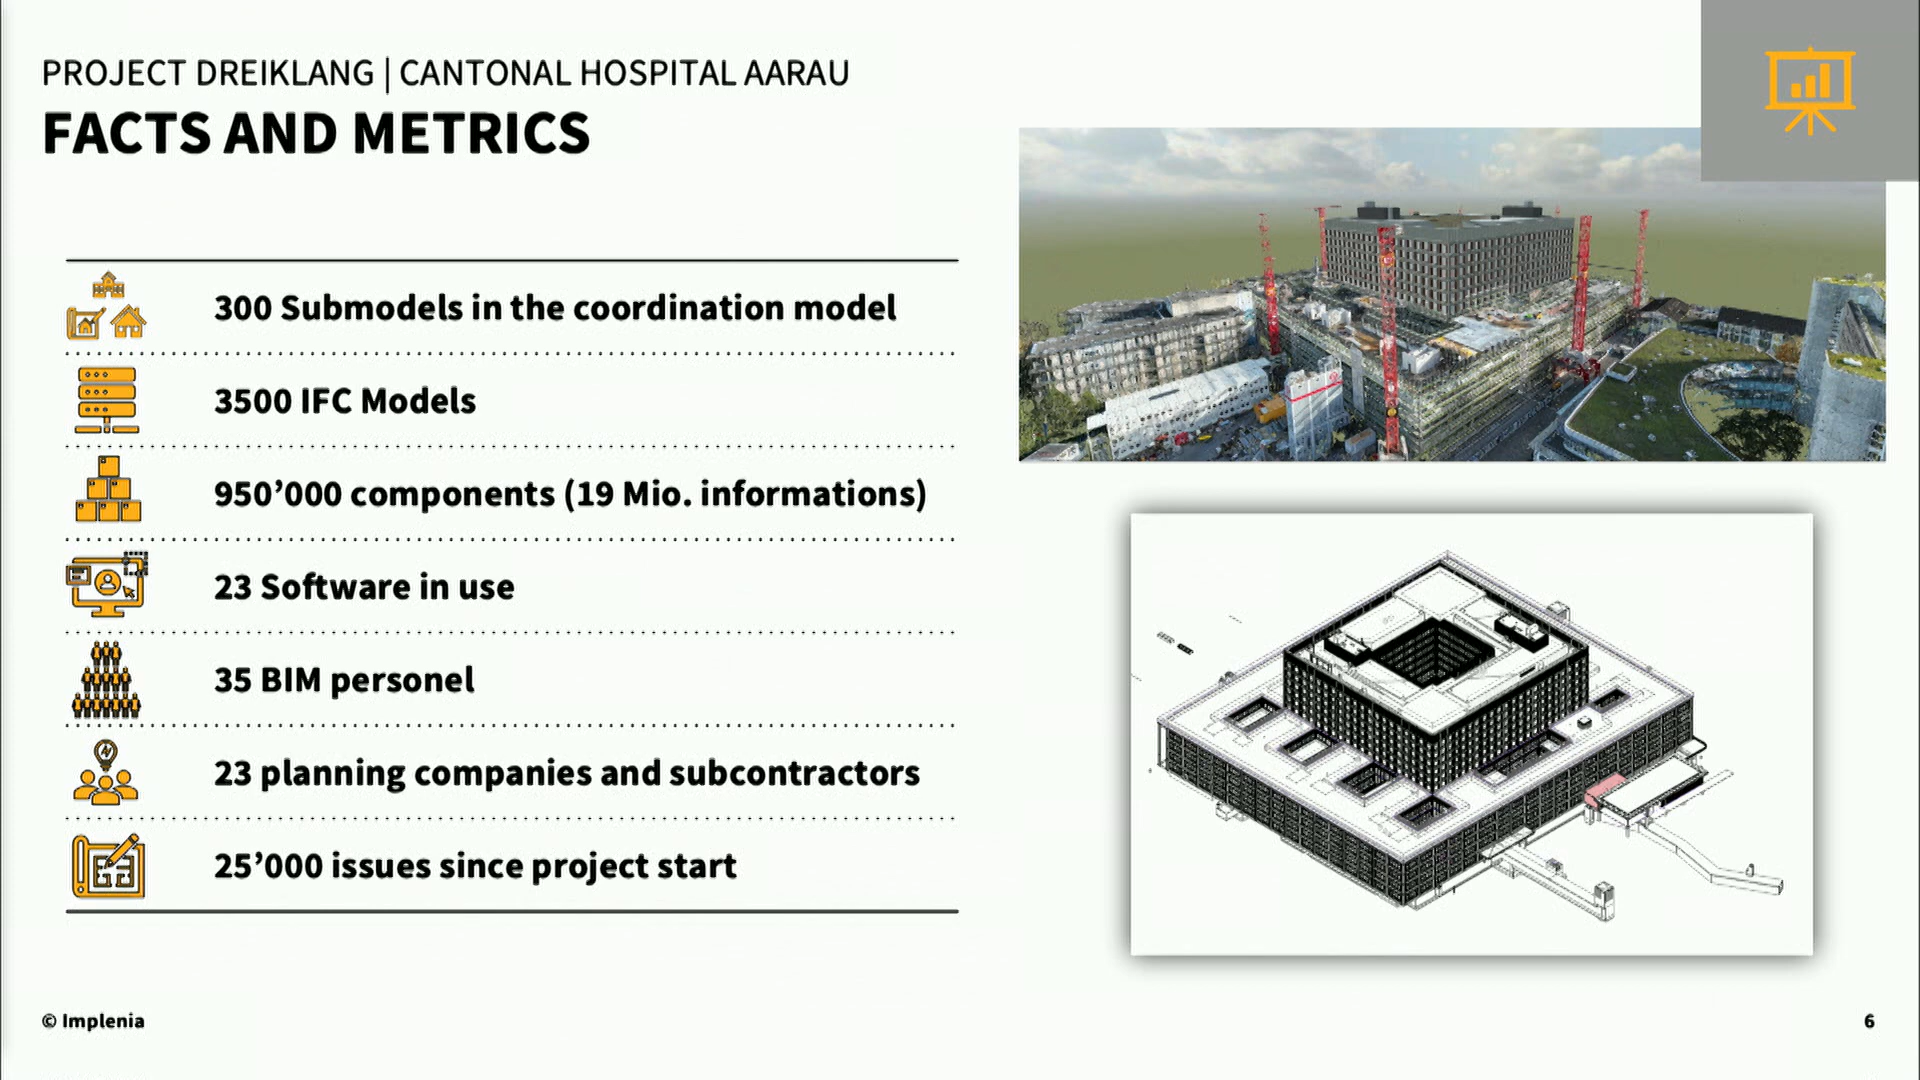 PROJECT DREIKLANG | CANTONAL HOSPITAL AARAU
FACTS AND METRICS
300 Submodels in the coordination model
3500 IFC Models
950’000 components (19 Mio. informations)
23 Software in use
35 BIM personel
23 planning companies and subcontractors
25’000 issues since project start
© Implenia
6